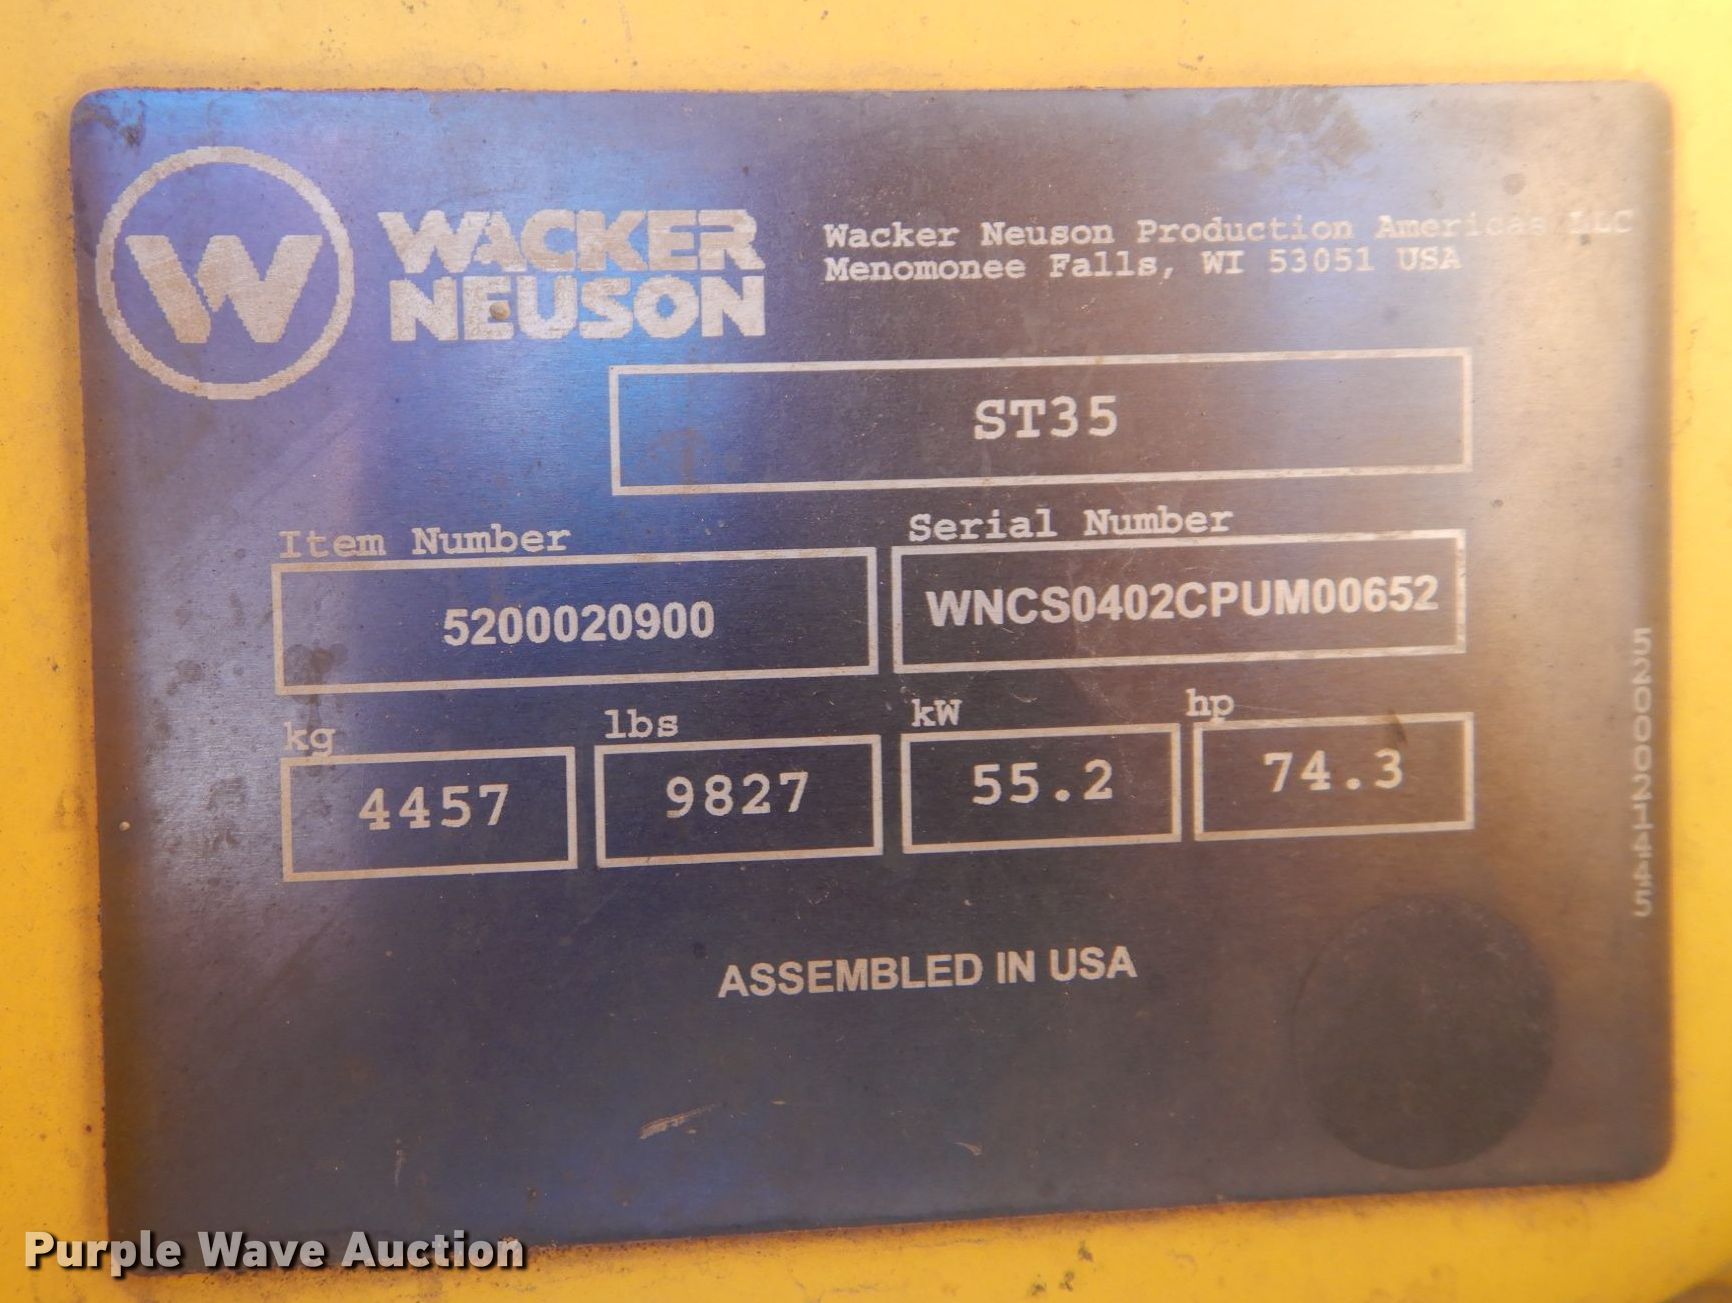 W
WACKER
NEUSON
Wacker Neuson Production Americas LLC
Menomonee Falls, WI 53051 USA
ST35
Item Number
5200020900
Serial Number
WNCS0402CPUM00652
kg
4457
lbs
9827
kW
55.2
hp
74.3
ASSEMBLED IN USA
5200021445
Purple Wave Auction